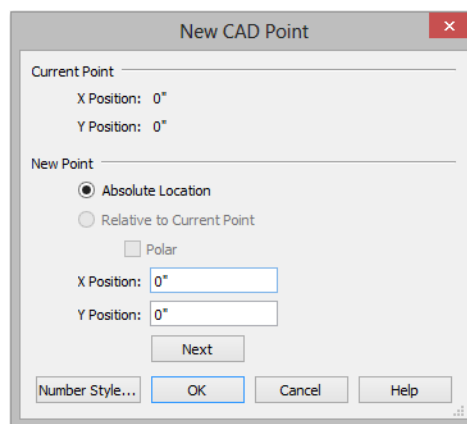 New CAD Point
Current Point
X Position: 0"
Y Position: 0"
New Point
Absolute Location
Relative to Current Point
Polar
X Position: 0"
Y Position: 0"
Next
Number Style... OK Cancel Help